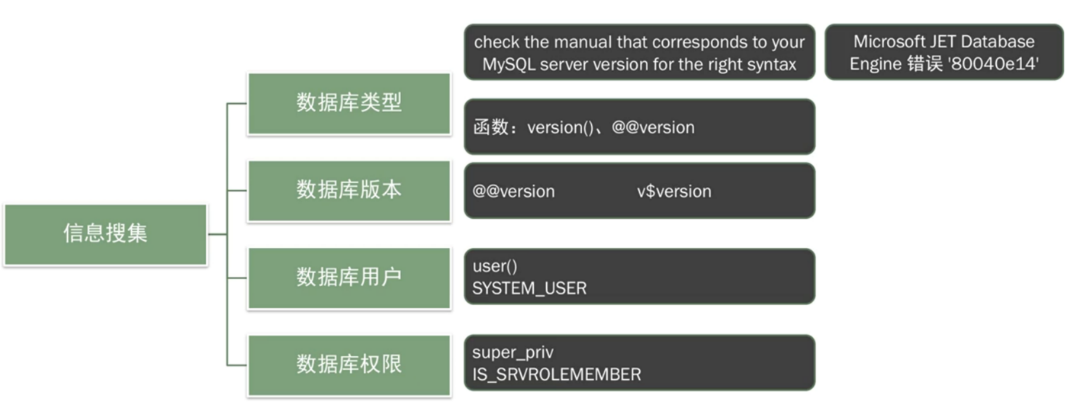 信息搜集
数据库类型
check the manual that corresponds to your
MySQL server version for the right syntax
Microsoft JET Database
Engine 错误 '80040e14'
函数：version()、@@version
数据库版本
@@version v$version
数据库用户
user()
SYSTEM_USER
数据库权限
super_priv
IS_SRVROLEMEMBER